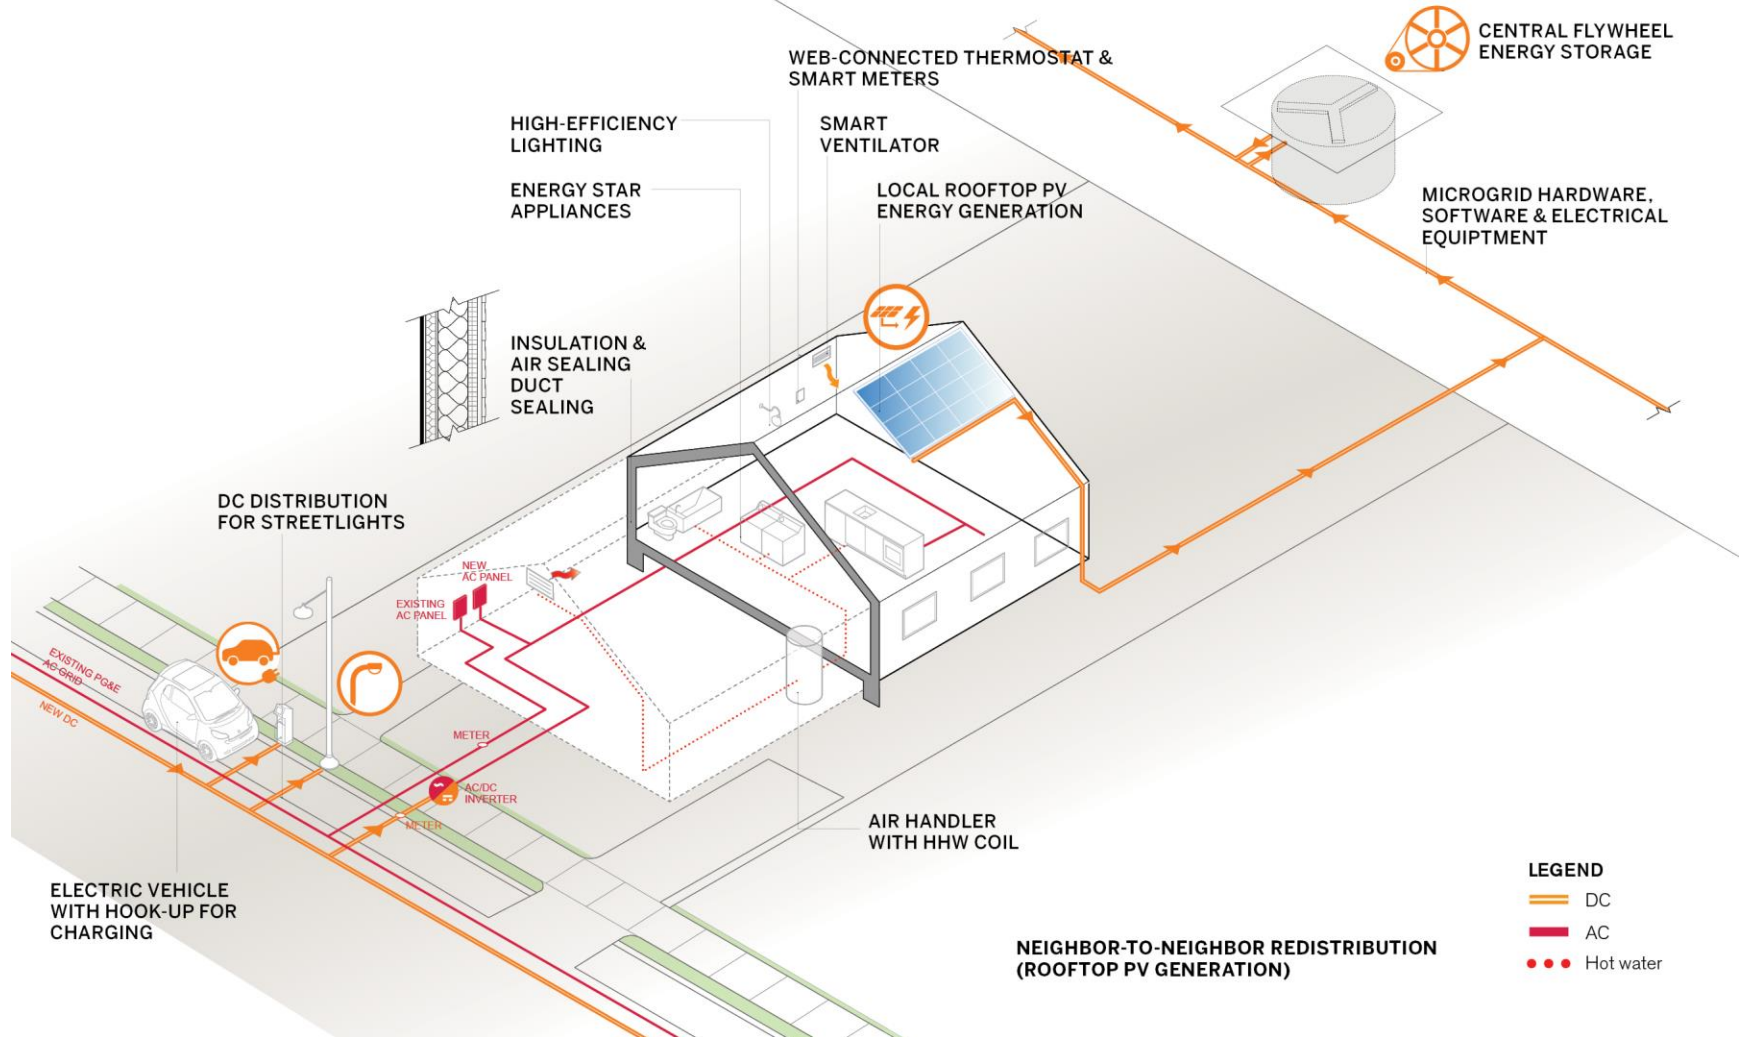 CENTRAL FLYWHEEL
ENERGY STORAGE
WEB-CONNECTED THERMOSTAT &
SMART METERS
HIGH-EFFICIENCY
LIGHTING
SMART
VENTILATOR
ENERGY STAR
APPLIANCES
LOCAL ROOFTOP PV
ENERGY GENERATION
MICROGRID HARDWARE,
SOFTWARE & ELECTRICAL
EQUIPTMENT
INSULATION &
AIR SEALING
DUCT
SEALING
DC DISTRIBUTION
FOR STREETLIGHTS
NEW
AC PANEL
EXISTING
AC PANEL
EXISTING PG&E
AC GRID
NEW DC
METER
AC/DC
INVERTER
METER
AIR HANDLER
WITH HHW COIL
ELECTRIC VEHICLE
WITH HOOK-UP FOR
CHARGING
NEIGHBOR-TO-NEIGHBOR REDISTRIBUTION
(ROOFTOP PV GENERATION)
LEGEND
DC
AC
Hot water